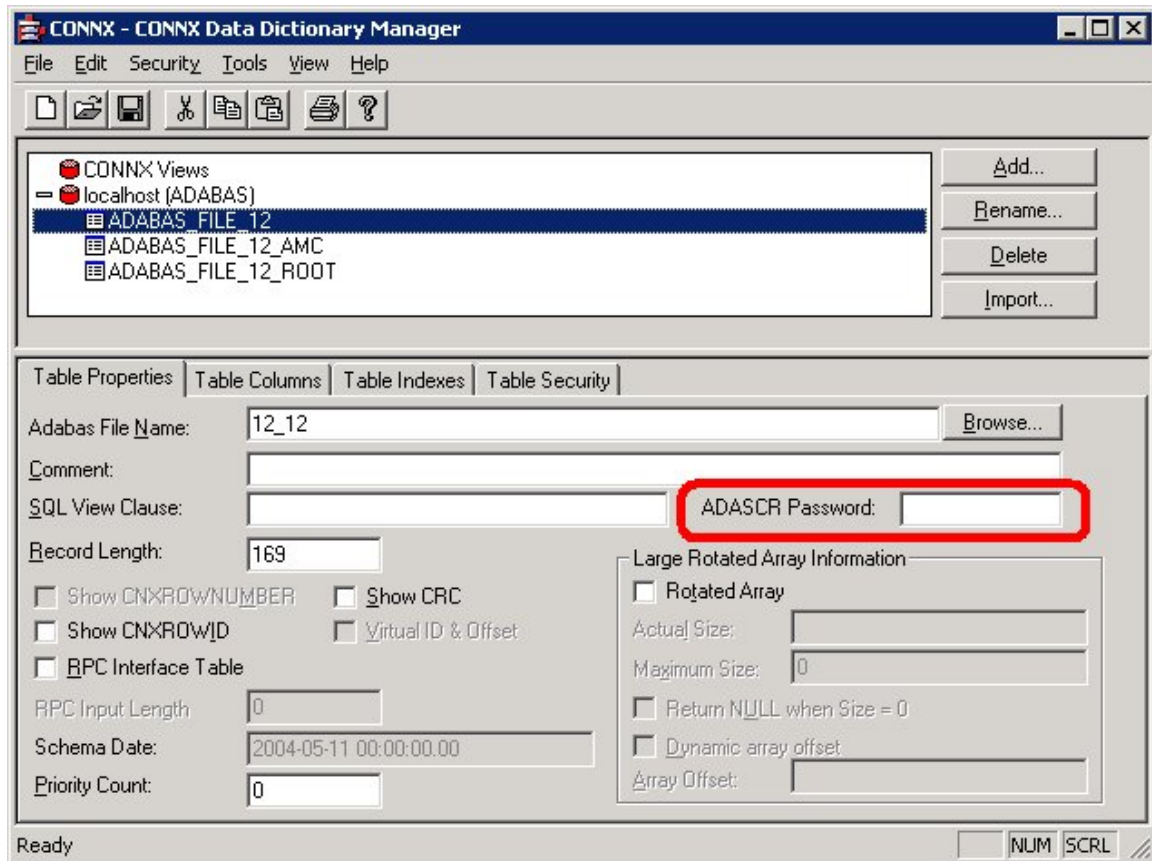 CONNX - CONNX Data Dictionary Manager
File Edit Security Tools View Help
CONNX Views
localhost (ADABAS)
ADABAS_FILE_12
ADABAS_FILE_12_AMC
ADABAS_FILE_12_ROOT
Add...
Rename...
Delete
Import...
Table Properties Table Columns Table Indexes Table Security
Adabas File Name: 12_12 Browse...
Comment:
SQL View Clause: ADASCR Password:
Record Length: 169
Large Rotated Array Information
Show CNXROWNUMBER Show CRC
Rotated Array
Show CNXROWID Virtual ID & Offset
Actual Size:
RPC Interface Table
Maximum Size: 0
RPC Input Length 0
Return NULL when Size = 0
Schema Date: 2004-05-11 00:00:00.00
Dynamic array offset
Priority Count: 0
Array Offset:
Ready NUM SCRL